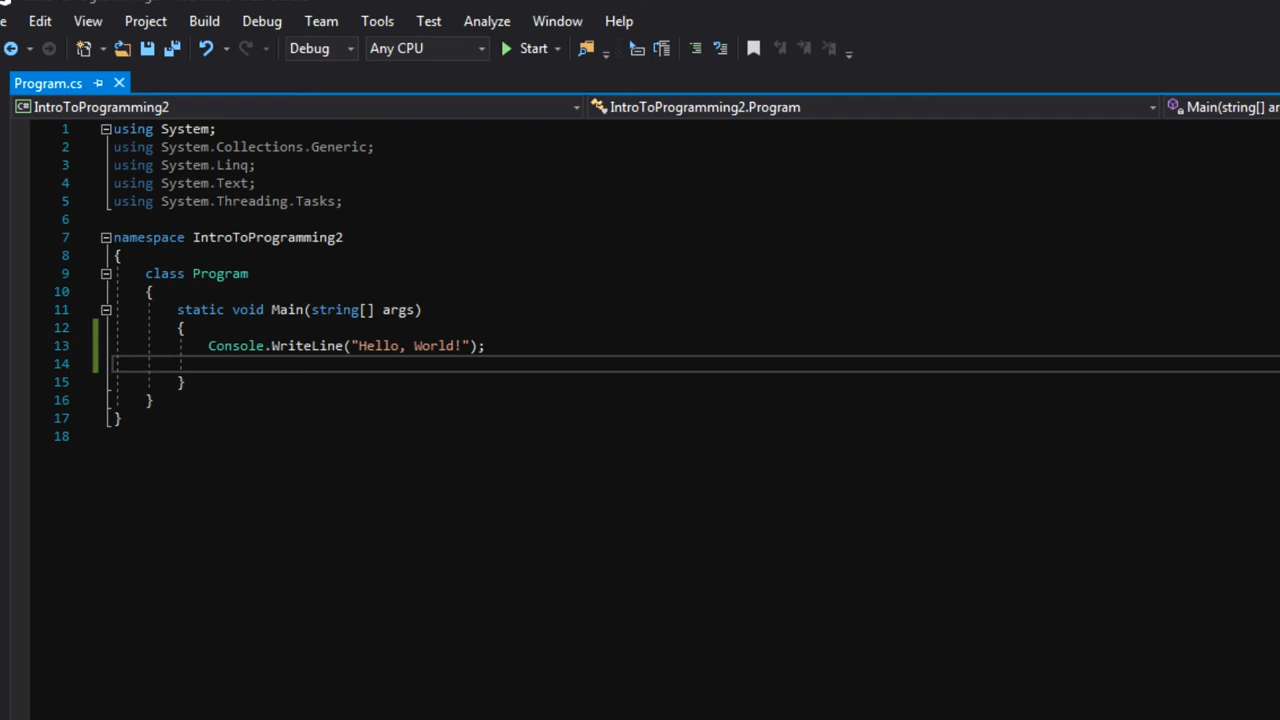 Edit View Project Build Debug Team Tools Test Analyze Window Help
Debug Any CPU Start
Program.cs
C# IntroToProgramming2 IntroToProgramming2.Program Main(string[]
1 using System;
2 using System.Collections.Generic;
3 using System.Linq;
4 using System.Text;
5 using System.Threading.Tasks;
6
7 namespace IntroToProgramming2
8 {
9 class Program
10 {
11 static void Main(string[] args)
12 {
13 Console.WriteLine("Hello, World!");
14
15 }
16 }
17 }
18